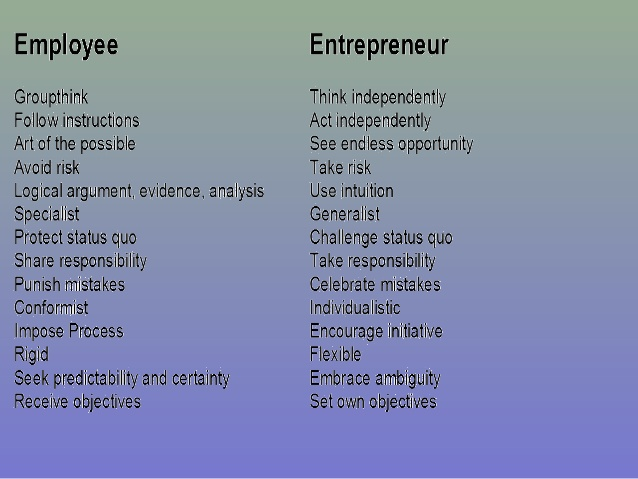 Employee
Groupthink
Follow instructions
Art of the possible
Avoid risk
Logical argument, evidence, analysis
Specialist
Protect status quo
Share responsibility
Punish mistakes
Conformist
Impose Process
Rigid
Seek predictability and certainty
Receive objectives
Entrepreneur
Think independently
Act independently
See endless opportunity
Take risk
Use intuition
Generalist
Challenge status quo
Take responsibility
Celebrate mistakes
Individualistic
Encourage initiative
Flexible
Embrace ambiguity
Set own objectives